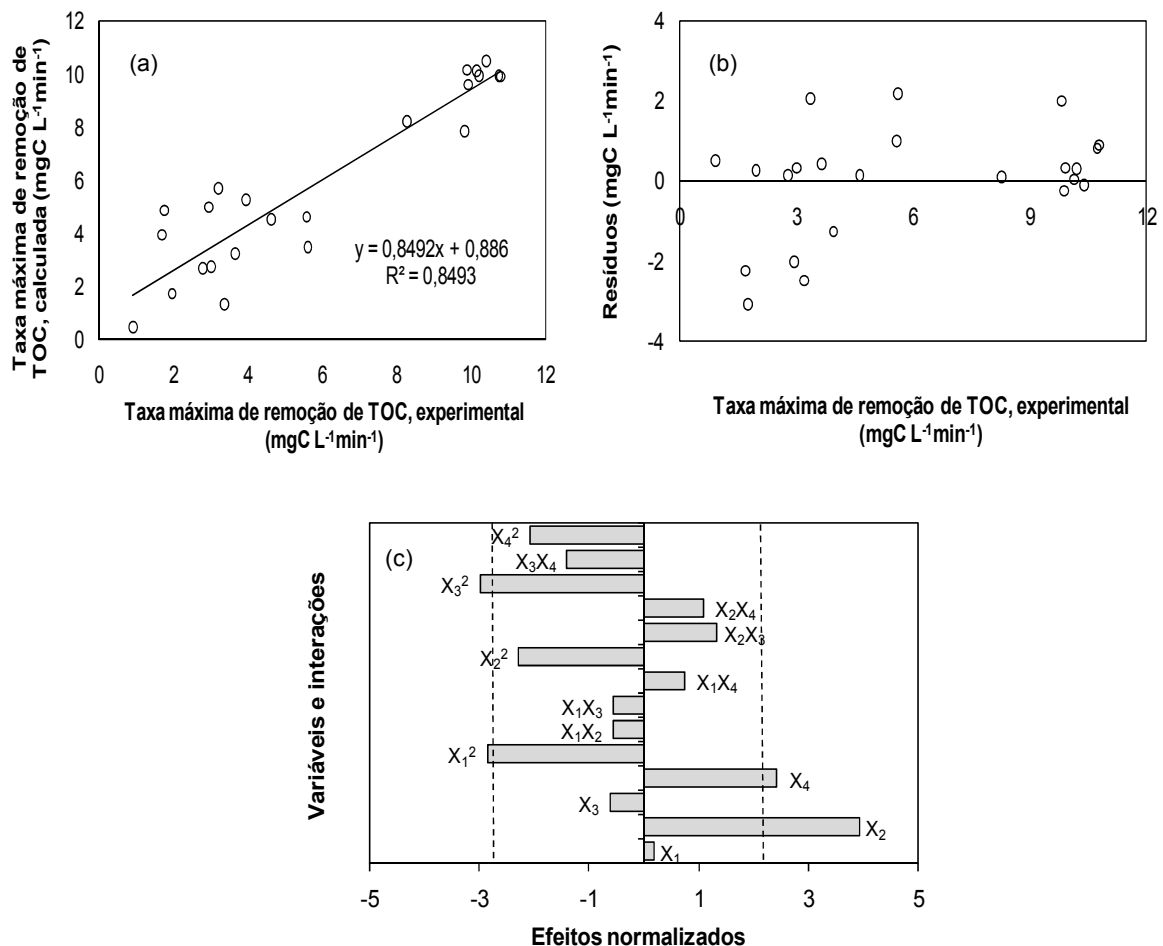 (a)
Taxa máxima de remoção de
TOC, calculada (mgC L⁻¹min⁻¹)
12
10
8
6
4
2
0
y = 0,8492x + 0,886
R² = 0,8493
0 2 4 6 8 10 12
Taxa máxima de remoção de TOC, experimental
(mgC L⁻¹min⁻¹)
(b)
Resíduos (mgC L⁻¹min⁻¹)
4
2
0
-2
-4
0 3 6 9 12
Taxa máxima de remoção de TOC, experimental
(mgC L⁻¹min⁻¹)
(c)
Variáveis e interações
X₄²
X₃X₄
X₃²
X₂X₄
X₂X₃
X₂²
X₁X₄
X₁X₃
X₁X₂
X₁²
X₄
X₃
X₂
X₁
-5 -3 -1 1 3 5
Efeitos normalizados